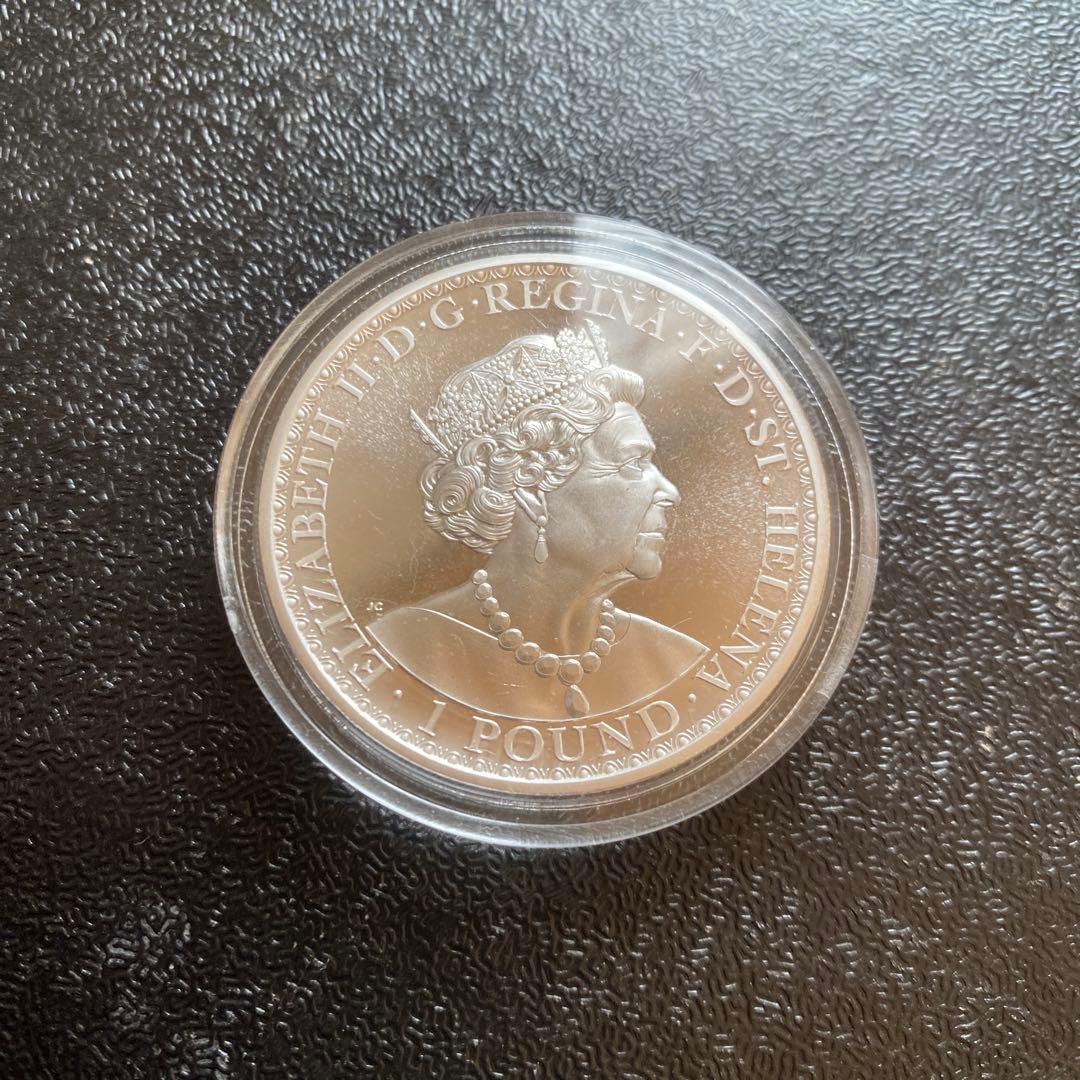 ELIZABETH II·D·G·REGINA·F·D·ST·HELENA
· 1 POUND ·
JC